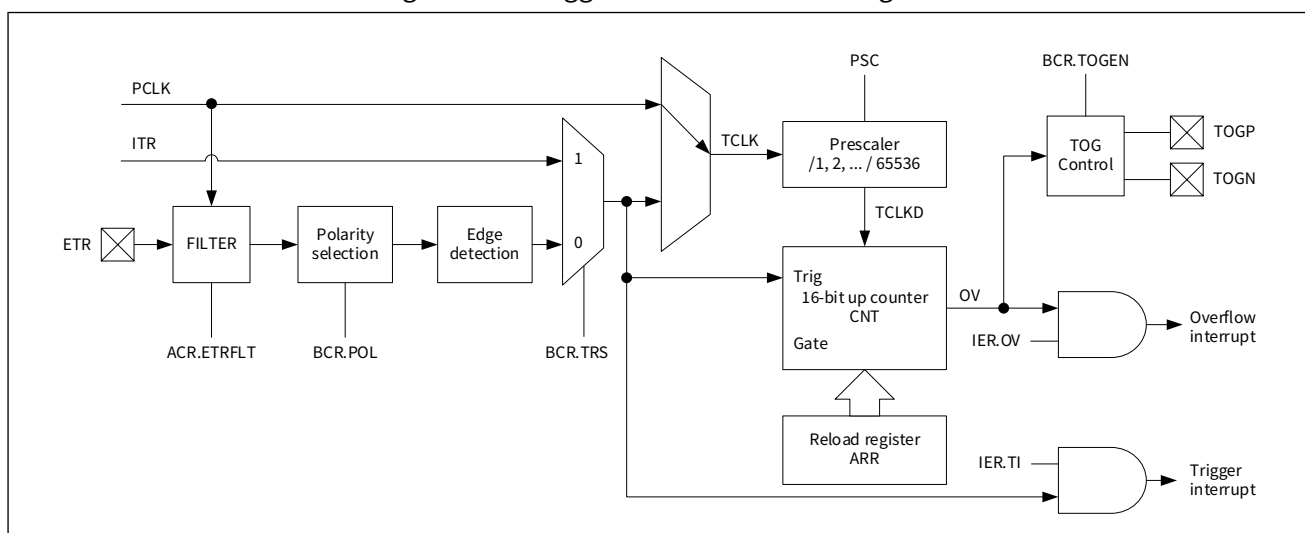 PCLK
ITR
ETR
FILTER
ACR.ETRFLT
Polarity
selection
BCR.POL
Edge
detection
1
0
BCR.TRS
TCLK
PSC
Prescaler
/1, 2, ... / 65536
TCLKD
Trig
16-bit up counter
CNT
Gate
Reload register
ARR
OV
BCR.TOGEN
TOG
Control
TOGP
TOGN
IER.OV
Overflow
interrupt
IER.TI
Trigger
interrupt